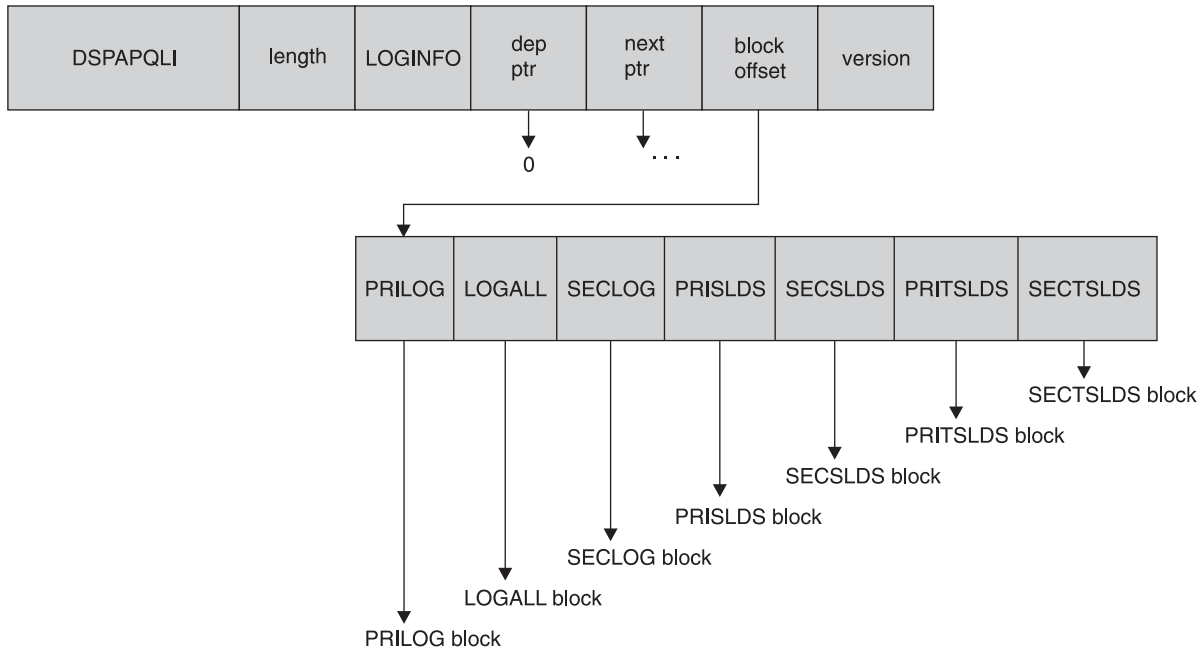 DSPAPQLI
length
LOGINFO
dep
ptr
next
ptr
block
offset
version
0
...
PRILOG
LOGALL
SECLOG
PRISLDS
SECSLDS
PRITSLDS
SECTSLDS
SECTSLDS block
PRITSLDS block
SECSLDS block
PRISLDS block
SECLOG block
LOGALL block
PRILOG block